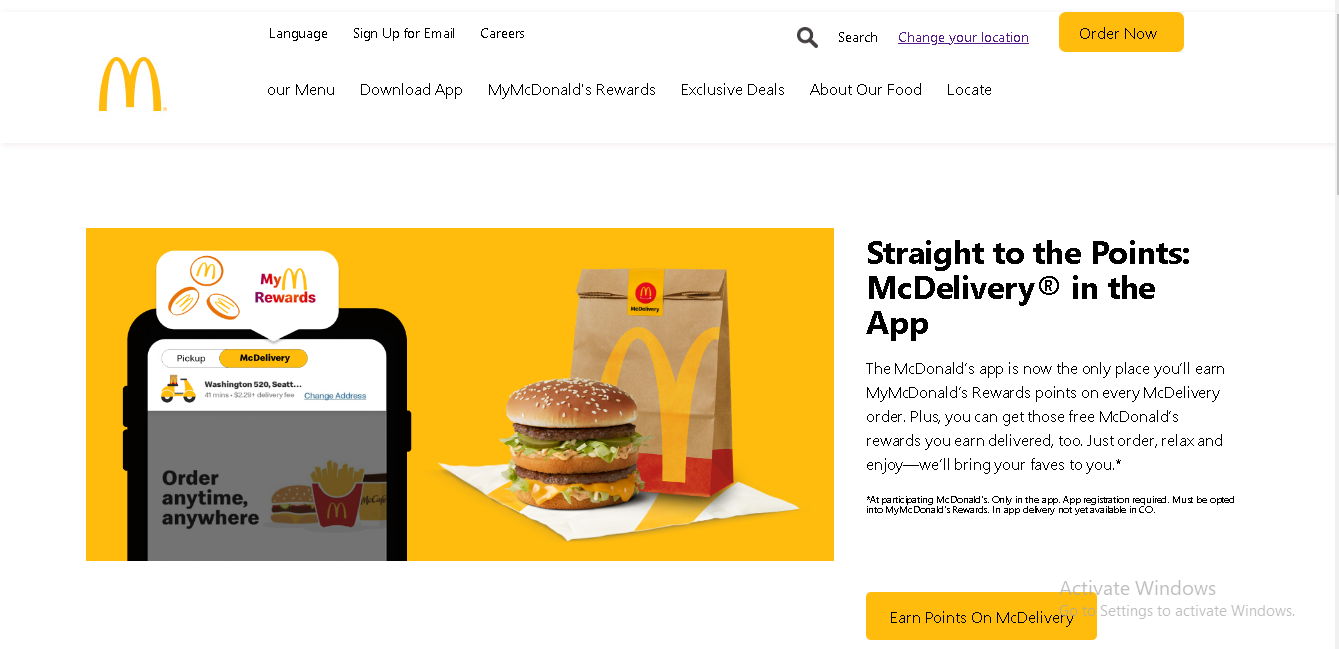 Language Sign Up for Email Careers Search Change your location Order Now
our Menu Download App MyMcDonald's Rewards Exclusive Deals About Our Food Locate
My Rewards
Pickup McDelivery
Washington 520, Seatt...
41 mins • $2.29+ delivery fee Change Address
Order
anytime,
anywhere
McCafé
McDelivery
Straight to the Points:
McDelivery® in the
App
The McDonald's app is now the only place you'll earn
MyMcDonald's Rewards points on every McDelivery
order. Plus, you can get those free McDonald's
rewards you earn delivered, too. Just order, relax and
enjoy—we'll bring your faves to you.*
*At participating McDonald's. Only in the app. App registration required. Must be opted
into MyMcDonald's Rewards. In app delivery not yet available in CO.
Earn Points On McDelivery
Activate Windows
Go to Settings to activate Windows.